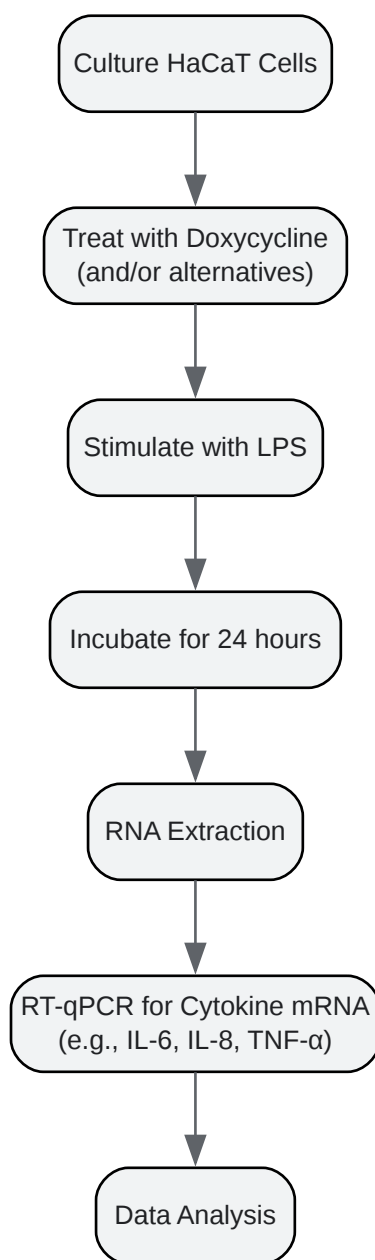 Culture HaCaT Cells
Treat with Doxycycline
(and/or alternatives)
Stimulate with LPS
Incubate for 24 hours
RNA Extraction
RT-qPCR for Cytokine mRNA
(e.g., IL-6, IL-8, TNF-α)
Data Analysis